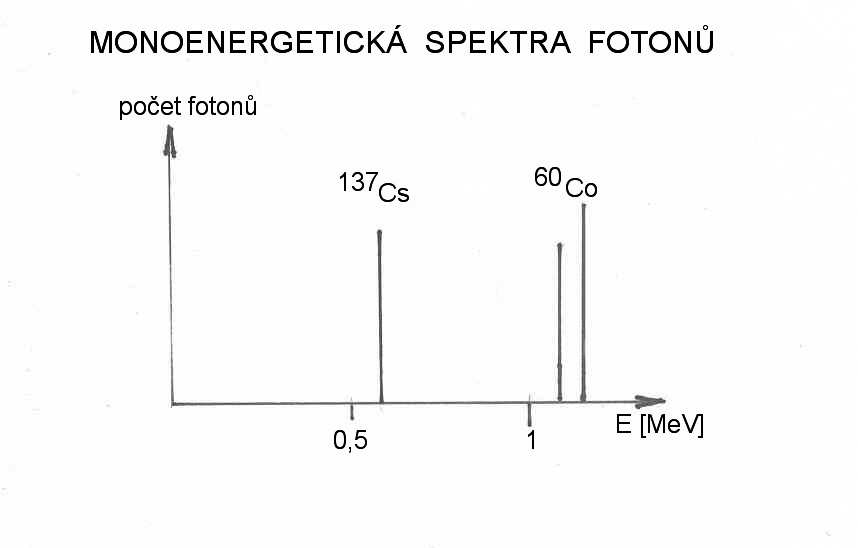 MONOENERGETICKÁ SPEKTRA FOTONŮ
počet fotonů
137Cs
60Co
0,5
1
E [MeV]